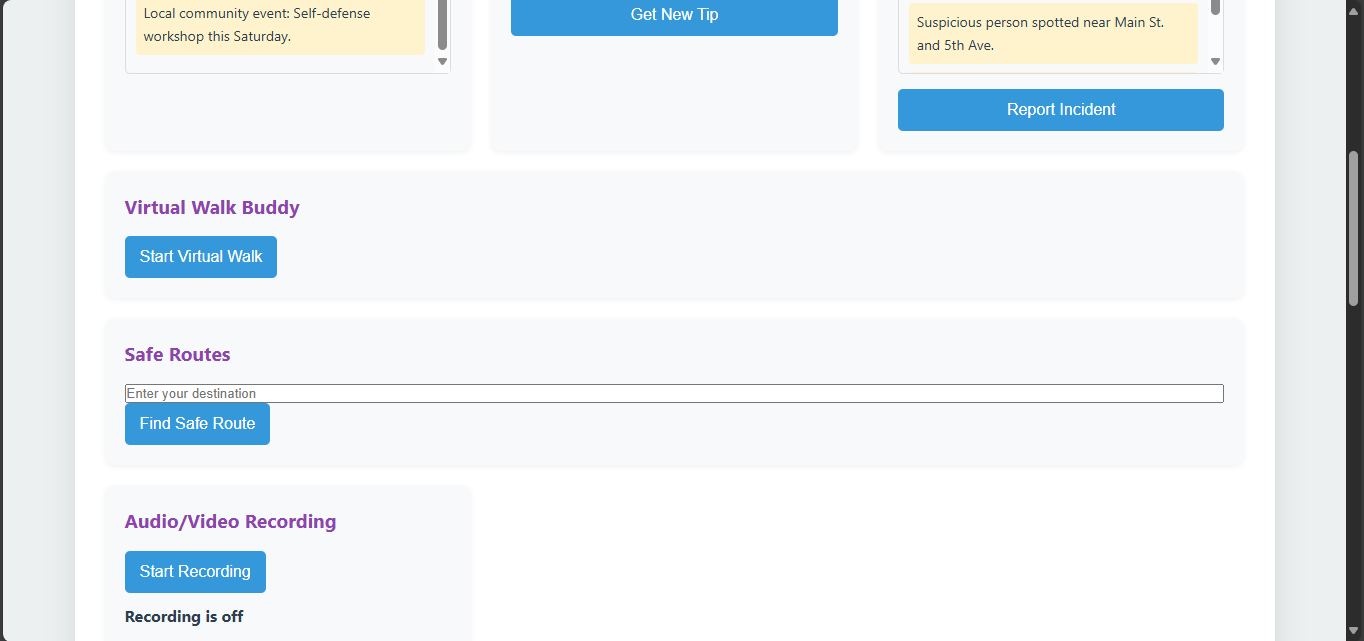 Local community event: Self-defense
workshop this Saturday.
Get New Tip
Suspicious person spotted near Main St.
and 5th Ave.
Report Incident
Virtual Walk Buddy
Start Virtual Walk
Safe Routes
Enter your destination
Find Safe Route
Audio/Video Recording
Start Recording
Recording is off